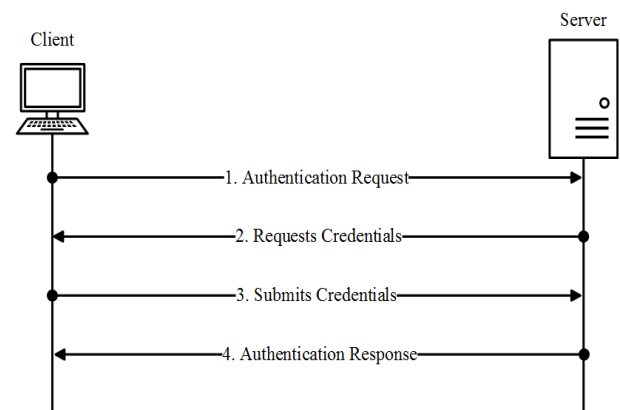 Server
Client
1. Authentication Request
2. Requests Credentials
3. Submits Credentials
4. Authentication Response